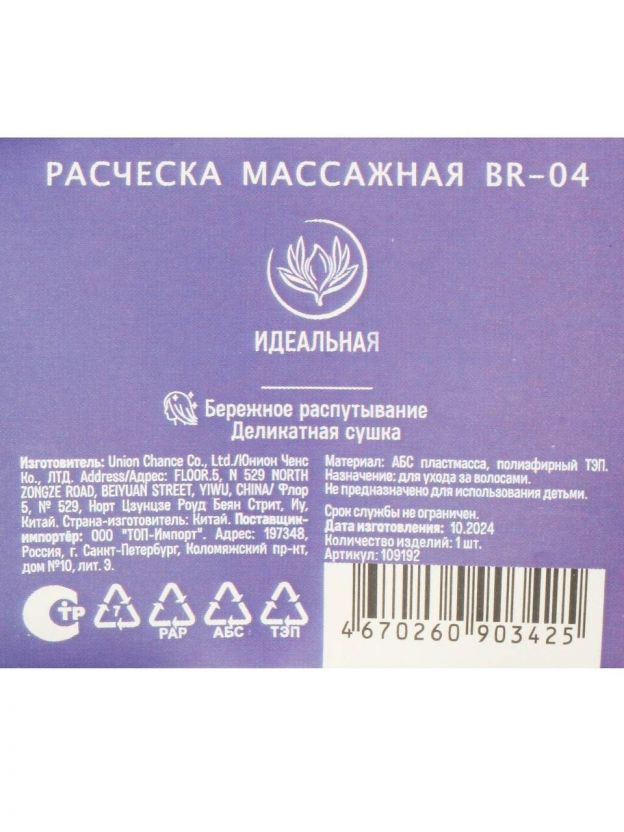 РАСЧЕСКА МАССАЖНАЯ BR-04
ИДЕАЛЬНАЯ
Бережное распутывание
Деликатная сушка
Изготовитель: Union Chance Co., Ltd./Юнион Ченс
Ко., ЛТД. Address/Адрес: FLOOR.5, N 529 NORTH
ZONGZE ROAD, BEIYUAN STREET, YIWU, CHINA/ Флор
5, № 529, Норт Цзунцзе Роуд Беян Стрит, Иу,
Китай. Страна-изготовитель: Китай. Поставщик-
импортёр: ООО "ТОП-Импорт". Адрес: 197348,
Россия, г. Санкт-Петербург, Коломяжский пр-кт,
дом №10, лит. Э.
Материал: АБС пластмасса, полиэфирный ТЭП.
Назначение: для ухода за волосами.
Не предназначено для использования детьми.
Срок службы не ограничен.
Дата изготовления: 10.2024
Количество изделий: 1 шт.
Артикул: 109192
СТР
7
PAP
АБС
ТЭП
4 670260 903425